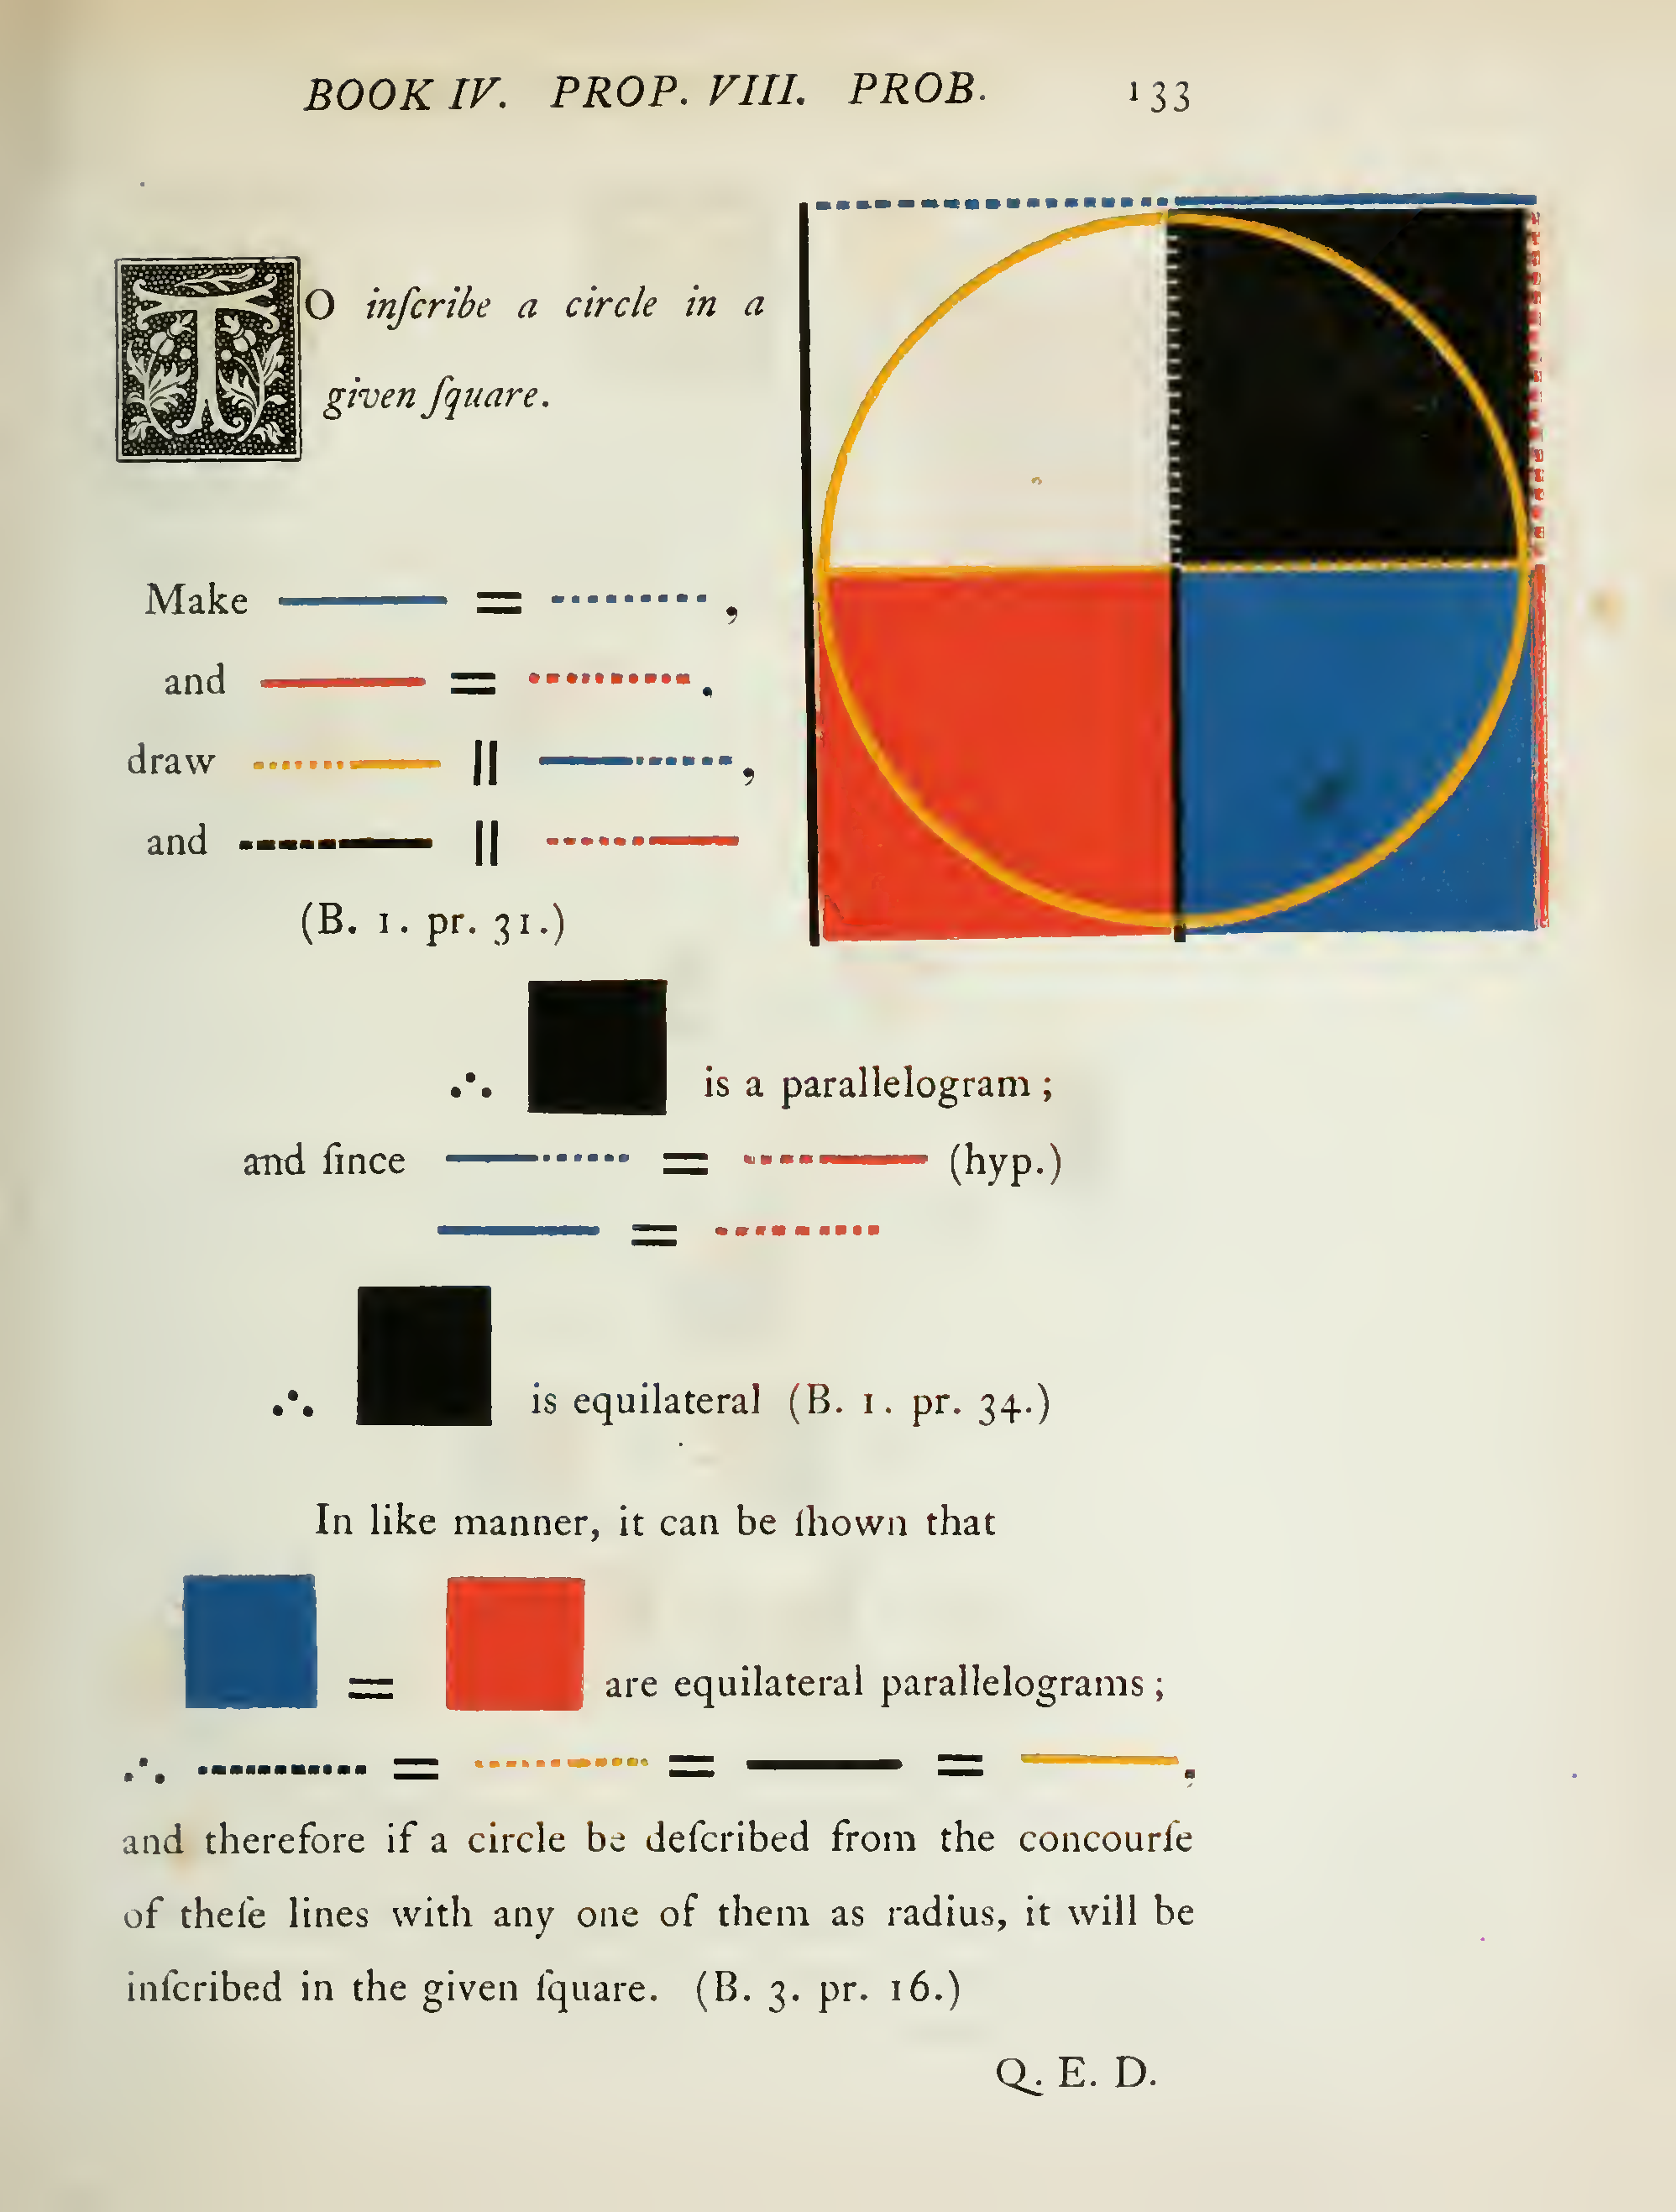 BOOK IV. PROP. VIII. PROB. 133
TO inſcribe a circle in a
given ſquare.
Make = ,
and = .
draw || ,
and ||
(B. 1. pr. 31.)
∴ is a parallelogram ;
and ſince = (hyp.)
=
∴ is equilateral (B. 1. pr. 34.)
In like manner, it can be ſhown that
= are equilateral parallelograms ;
∴ = = = ,
and therefore if a circle be deſcribed from the concourſe
of theſe lines with any one of them as radius, it will be
inſcribed in the given ſquare. (B. 3. pr. 16.)
Q. E. D.